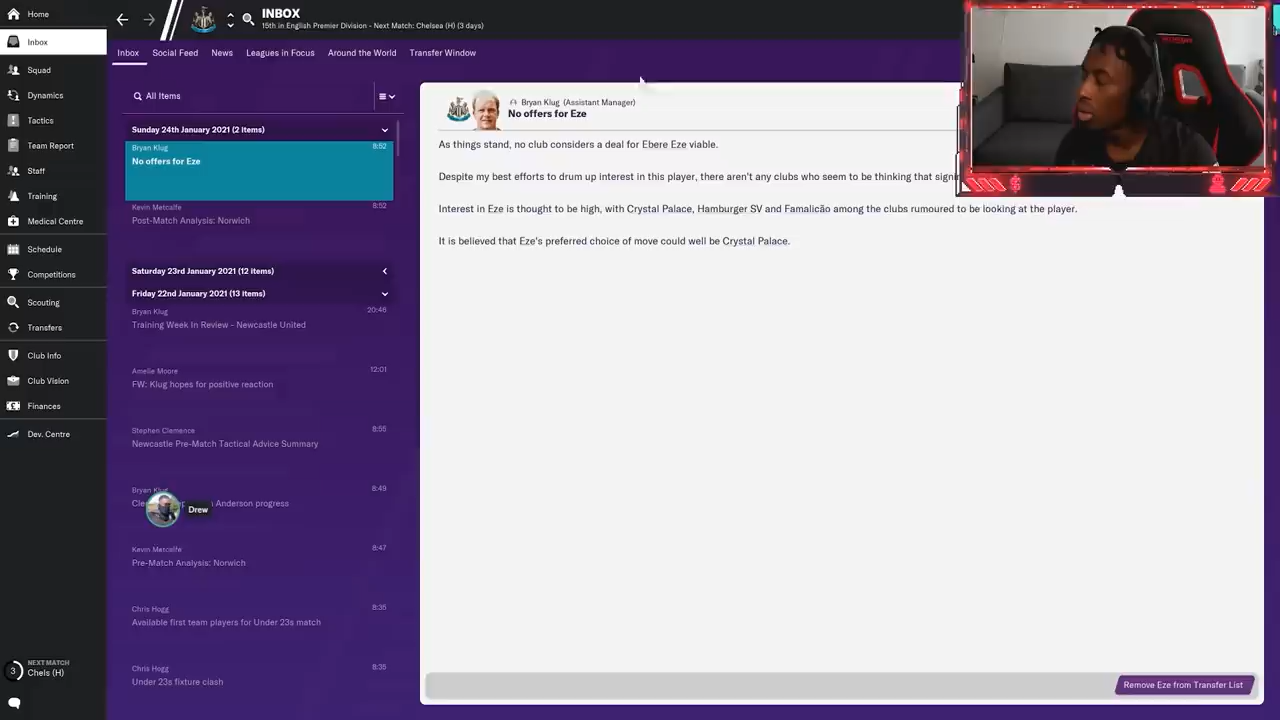 Home
Inbox
Squad
Dynamics
Tactics
Team Report
Staff
Training
Medical Centre
Schedule
Competitions
Scouting
Transfers
Club Info
Club Vision
Finances
Dev. Centre
3 NEXT MATCH
Chels (H)
INBOX
15th in English Premier Division - Next Match: Chelsea (H) (3 days)
Inbox Social Feed News Leagues in Focus Around the World Transfer Window
All Items
Sunday 24th January 2021 (2 items)
Bryan Klug 8:52
No offers for Eze
Kevin Metcalfe 8:52
Post-Match Analysis: Norwich
Saturday 23rd January 2021 (12 items)
Friday 22nd January 2021 (13 items)
Bryan Klug 20:46
Training Week In Review - Newcastle United
Amelie Moore 12:01
FW: Klug hopes for positive reaction
Stephen Clemence 8:55
Newcastle Pre-Match Tactical Advice Summary
Bryan Klug 8:49
Anderson progress
Drew
Kevin Metcalfe 8:47
Pre-Match Analysis: Norwich
Chris Hogg 8:35
Available first team players for Under 23s match
Chris Hogg 8:35
Under 23s fixture clash
Bryan Klug (Assistant Manager)
No offers for Eze
As things stand, no club considers a deal for Ebere Eze viable.
Despite my best efforts to drum up interest in this player, there aren't any clubs who seem to be thinking that
Interest in Eze is thought to be high, with Crystal Palace, Hamburger SV and Famalicão among the clubs rumoured to be looking at the player.
It is believed that Eze's preferred choice of move could well be Crystal Palace.
Remove Eze from Transfer List